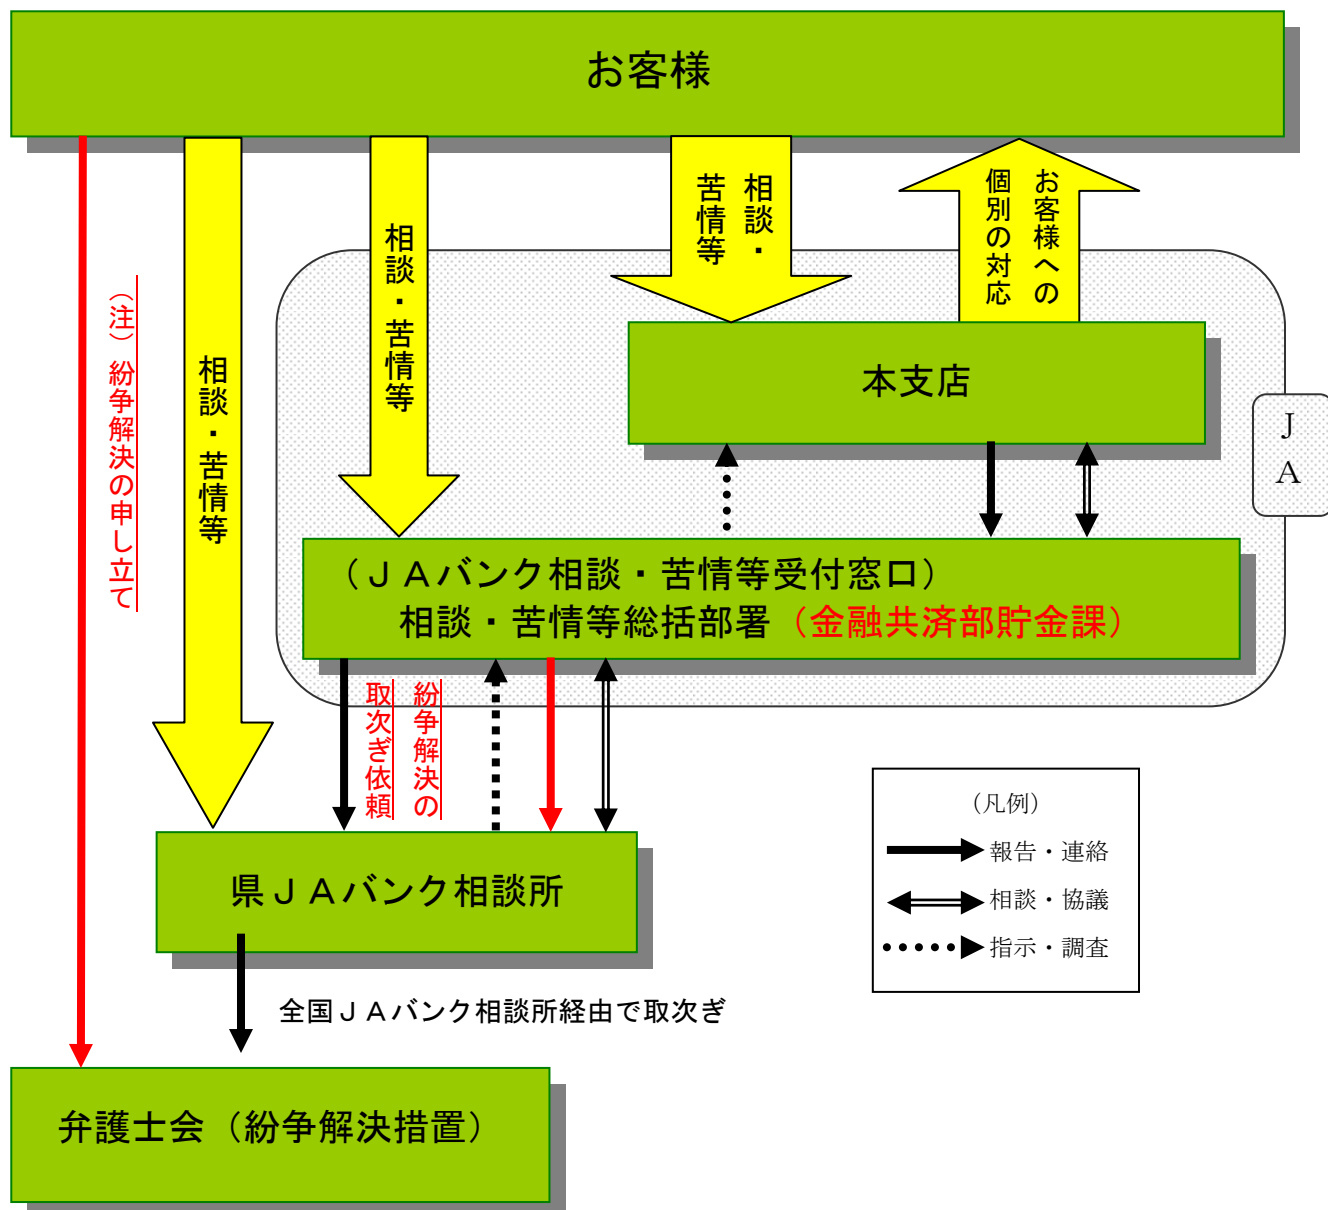 お客様
相談・
苦情等
お客様への
個別の対応
相談・苦情等
相談・苦情等
（注）紛争解決の申し立て
本支店
ＪＡ
（ＪＡバンク相談・苦情等受付窓口）
相談・苦情等総括部署（金融共済部貯金課）
紛争解決の
取次ぎ依頼
県ＪＡバンク相談所
（凡例）
報告・連絡
相談・協議
指示・調査
全国ＪＡバンク相談所経由で取次ぎ
弁護士会（紛争解決措置）